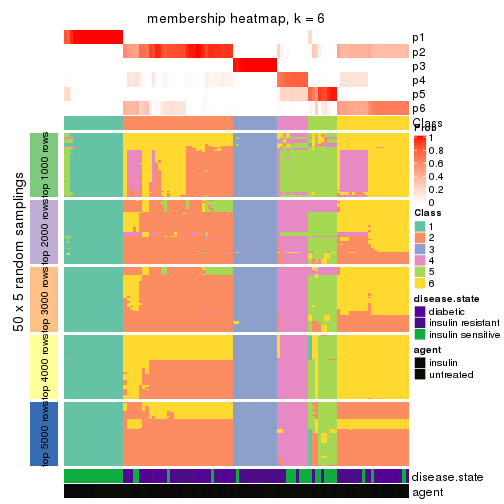 membership heatmap, k = 6
p1
p2
p3
p4
p5
p6
Class
Prob
1
0.8
0.6
0.4
0.2
0
Class
1
2
3
4
5
6
disease.state
diabetic
insulin resistant
insulin sensitive
agent
insulin
untreated
50 x 5 random samplings
top 1000 rows
top 2000 rows
top 3000 rows
top 4000 rows
top 5000 rows
disease.state
agent